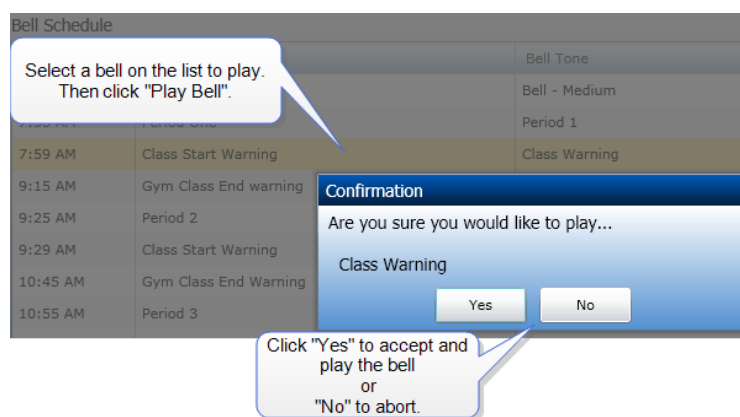 Bell Schedule
Bell Tone
Select a bell on the list to play.
Then click "Play Bell".
Bell - Medium
Period 1
7:59 AM Class Start Warning Class Warning
9:15 AM Gym Class End warning
Confirmation
9:25 AM Period 2
Are you sure you would like to play...
9:29 AM Class Start Warning
Class Warning
10:45 AM Gym Class End Warning
Yes No
10:55 AM Period 3
Click "Yes" to accept and
play the bell
or
"No" to abort.